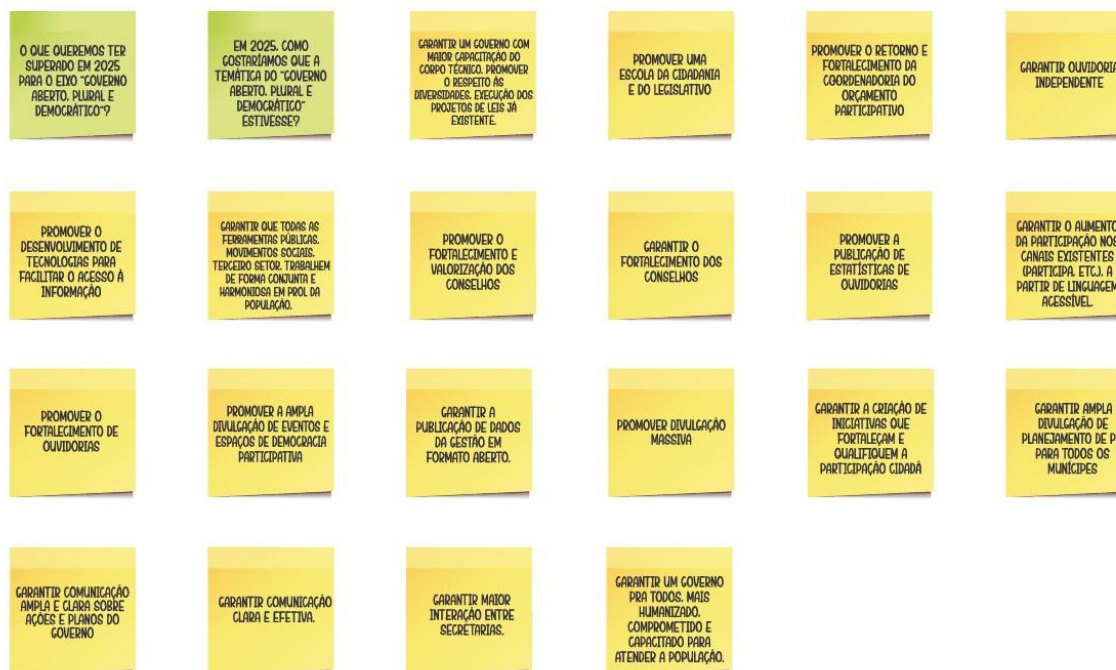 O QUE QUEREMOS TER
SUPERADO EM 2025
PARA O EIXO "GOVERNO
ABERTO, PLURAL E
DEMOCRÁTICO"?
EM 2025, COMO
GOSTARÍAMOS QUE A
TEMÁTICA DO "GOVERNO
ABERTO, PLURAL E
DEMOCRÁTICO"
ESTIVESSE?
GARANTIR UM GOVERNO COM
MAIOR CAPACITAÇÃO DO
CORPO TÉCNICO, PROMOVER
O RESPEITO ÀS
DIVERSIDADES, EXECUÇÃO DOS
PROJETOS DE LEIS JÁ
EXISTENTE.
PROMOVER UMA
ESCOLA DA CIDADANIA
E DO LEGISLATIVO
PROMOVER O RETORNO E
FORTALECIMENTO DA
COORDENADORIA DO
ORÇAMENTO
PARTICIPATIVO
GARANTIR OUVIDORIA
INDEPENDENTE
PROMOVER O
DESENVOLVIMENTO DE
TECNOLOGIAS PARA
FACILITAR O ACESSO À
INFORMAÇÃO
GARANTIR QUE TODAS AS
FERRAMENTAS PÚBLICAS,
MOVIMENTOS SOCIAIS,
TERCEIRO SETOR, TRABALHEM
DE FORMA CONJUNTA E
HARMONIOSA EM PROL DA
POPULAÇÃO.
PROMOVER O
FORTALECIMENTO E
VALORIZAÇÃO DOS
CONSELHOS
GARANTIR O
FORTALECIMENTO DOS
CONSELHOS
PROMOVER A
PUBLICAÇÃO DE
ESTATÍSTICAS DE
OUVIDORIAS
GARANTIR O AUMENTO
DA PARTICIPAÇÃO NOS
CANAIS EXISTENTES
(PARTICIPA, ETC.), A
PARTIR DE LINGUAGEM
ACESSÍVEL
PROMOVER O
FORTALECIMENTO DE
OUVIDORIAS
PROMOVER A AMPLA
DIVULGAÇÃO DE EVENTOS E
ESPAÇOS DE DEMOCRACIA
PARTICIPATIVA
GARANTIR A
PUBLICAÇÃO DE DADOS
DA GESTÃO EM
FORMATO ABERTO.
PROMOVER DIVULGAÇÃO
MASSIVA
GARANTIR A CRIAÇÃO DE
INICIATIVAS QUE
FORTALEÇAM E
QUALIFIQUEM A
PARTICIPAÇÃO CIDADÃ
GARANTIR AMPLA
DIVULGAÇÃO DE
PLANEJAMENTO DE
PARA TODOS OS
MUNÍCIPES
GARANTIR COMUNICAÇÃO
AMPLA E CLARA SOBRE
AÇÕES E PLANOS DO
GOVERNO
GARANTIR COMUNICAÇÃO
CLARA E EFETIVA.
GARANTIR MAIOR
INTERAÇÃO ENTRE
SECRETARIAS.
GARANTIR UM GOVERNO
PRA TODOS, MAIS
HUMANIZADO,
COMPROMETIDO E
CAPACITADO PARA
ATENDER A POPULAÇÃO.